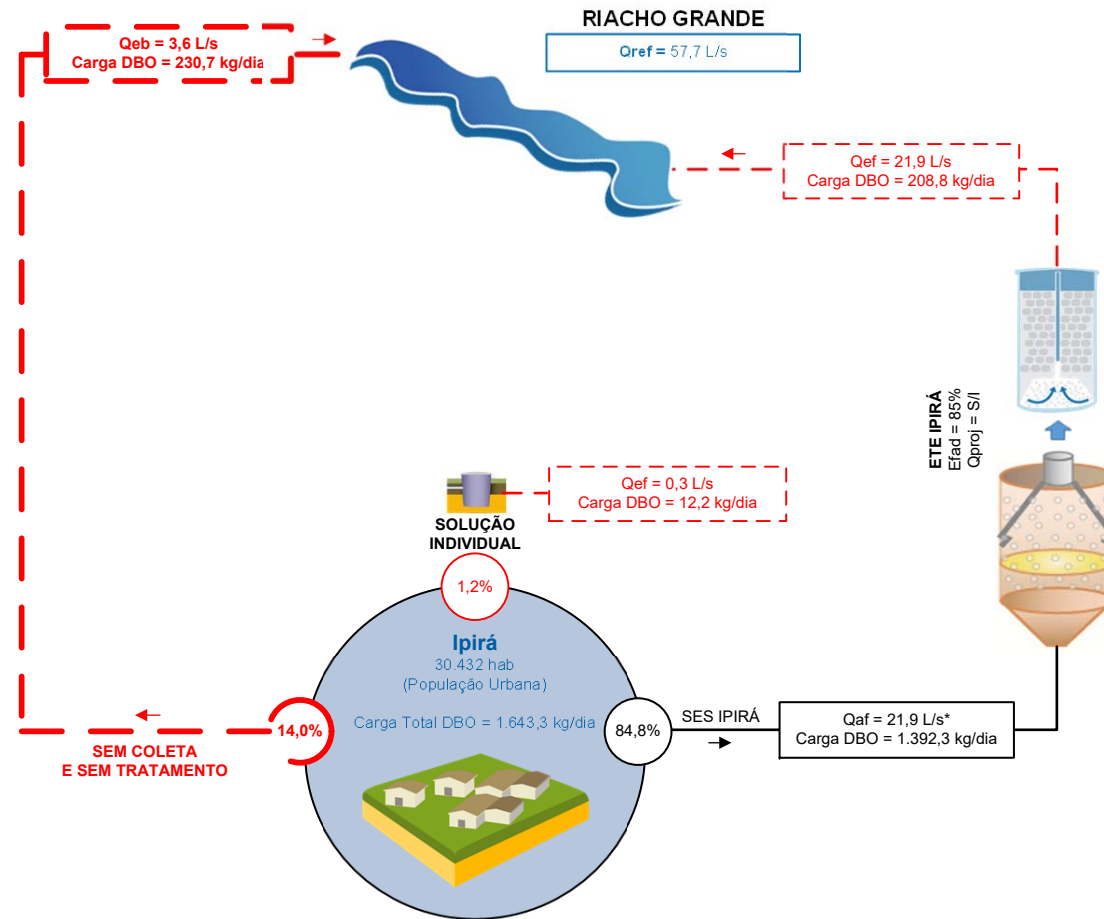 RIACHO GRANDE
Qref = 57,7 L/s
Qeb = 3,6 L/s
Carga DBO = 230,7 kg/dia
Qef = 21,9 L/s
Carga DBO = 208,8 kg/dia
ETE IPIRÁ
Efad = 85%
Qproj = S/I
Qef = 0,3 L/s
Carga DBO = 12,2 kg/dia
SOLUÇÃO
INDIVIDUAL
1,2%
Ipirá
30.432 hab
(População Urbana)
Carga Total DBO = 1.643,3 kg/dia
14,0%
84,8%
SEM COLETA
E SEM TRATAMENTO
SES IPIRÁ
Qaf = 21,9 L/s*
Carga DBO = 1.392,3 kg/dia